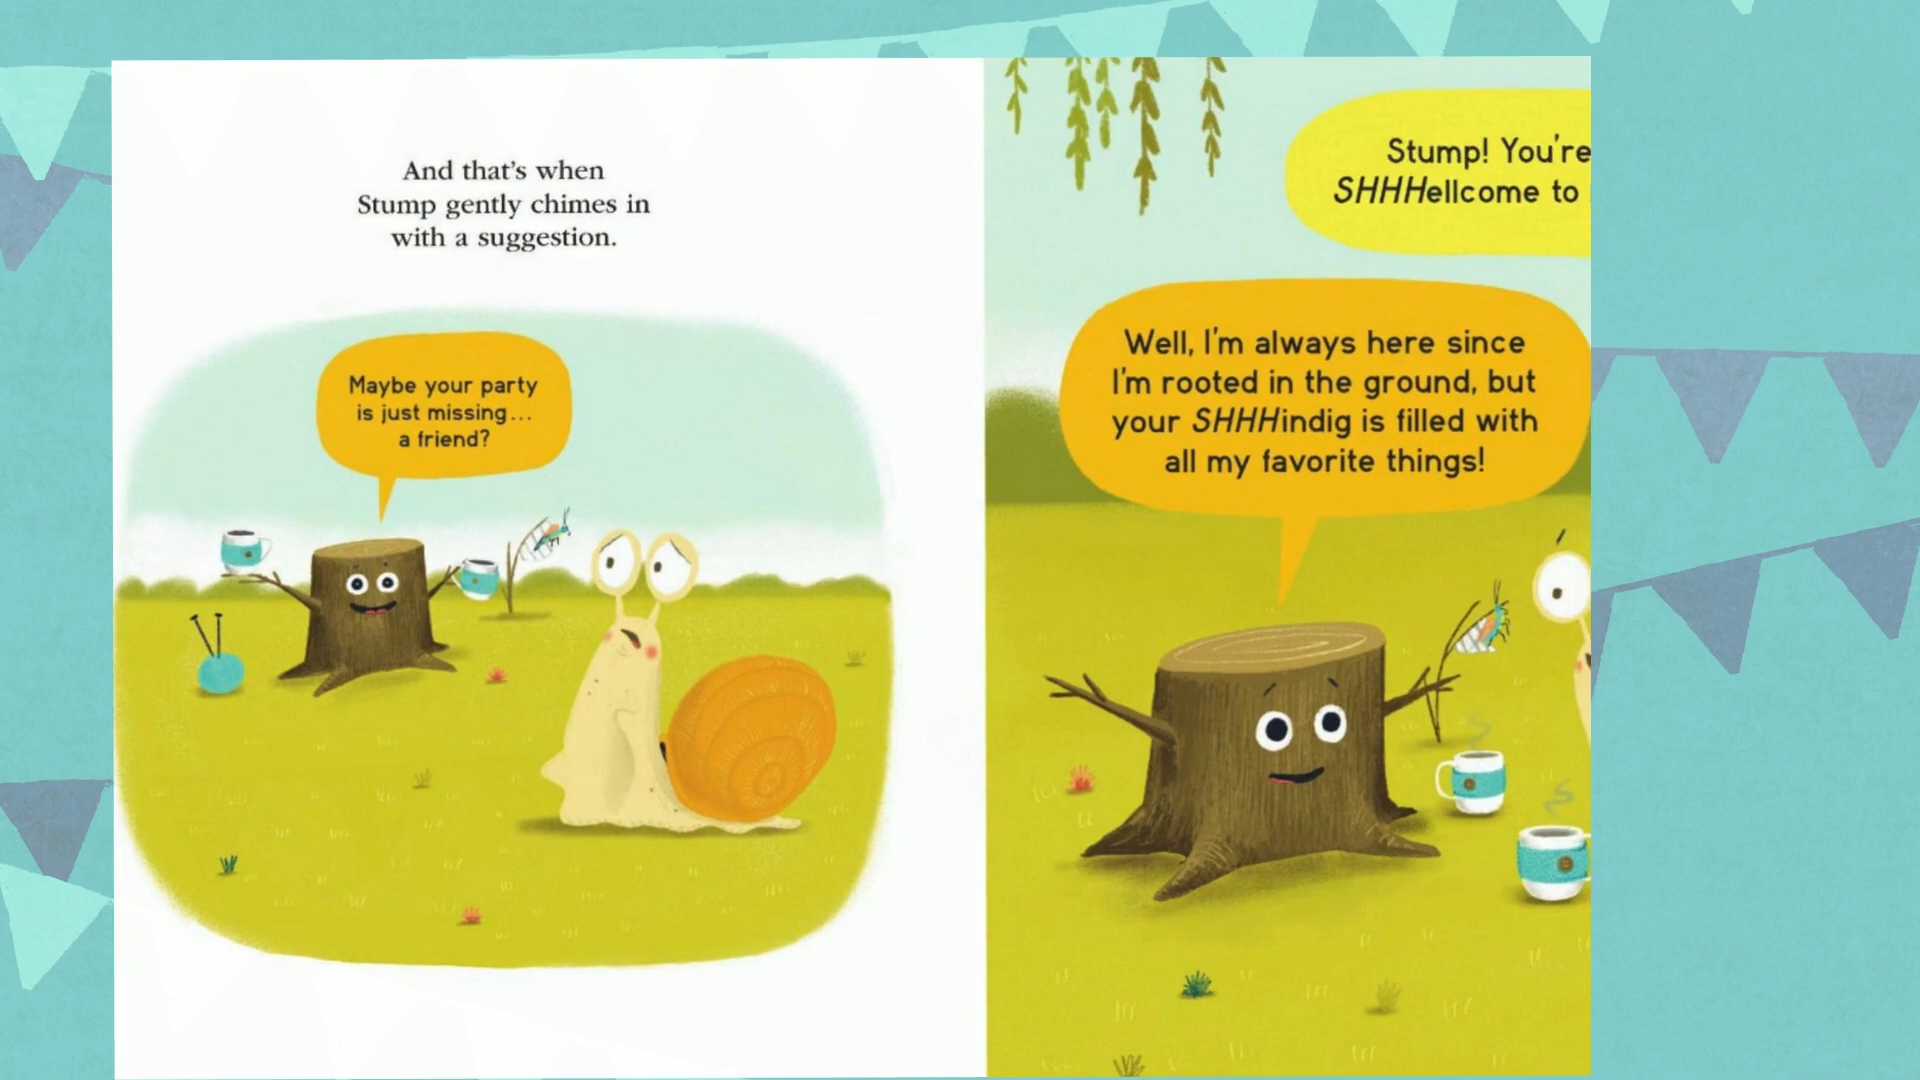 And that's when
Stump gently chimes in
with a suggestion.
Maybe your party
is just missing...
a friend?
Stump! You're
SHHHellcome to
Well, I'm always here since
I'm rooted in the ground, but
your SHHHindig is filled with
all my favorite things!